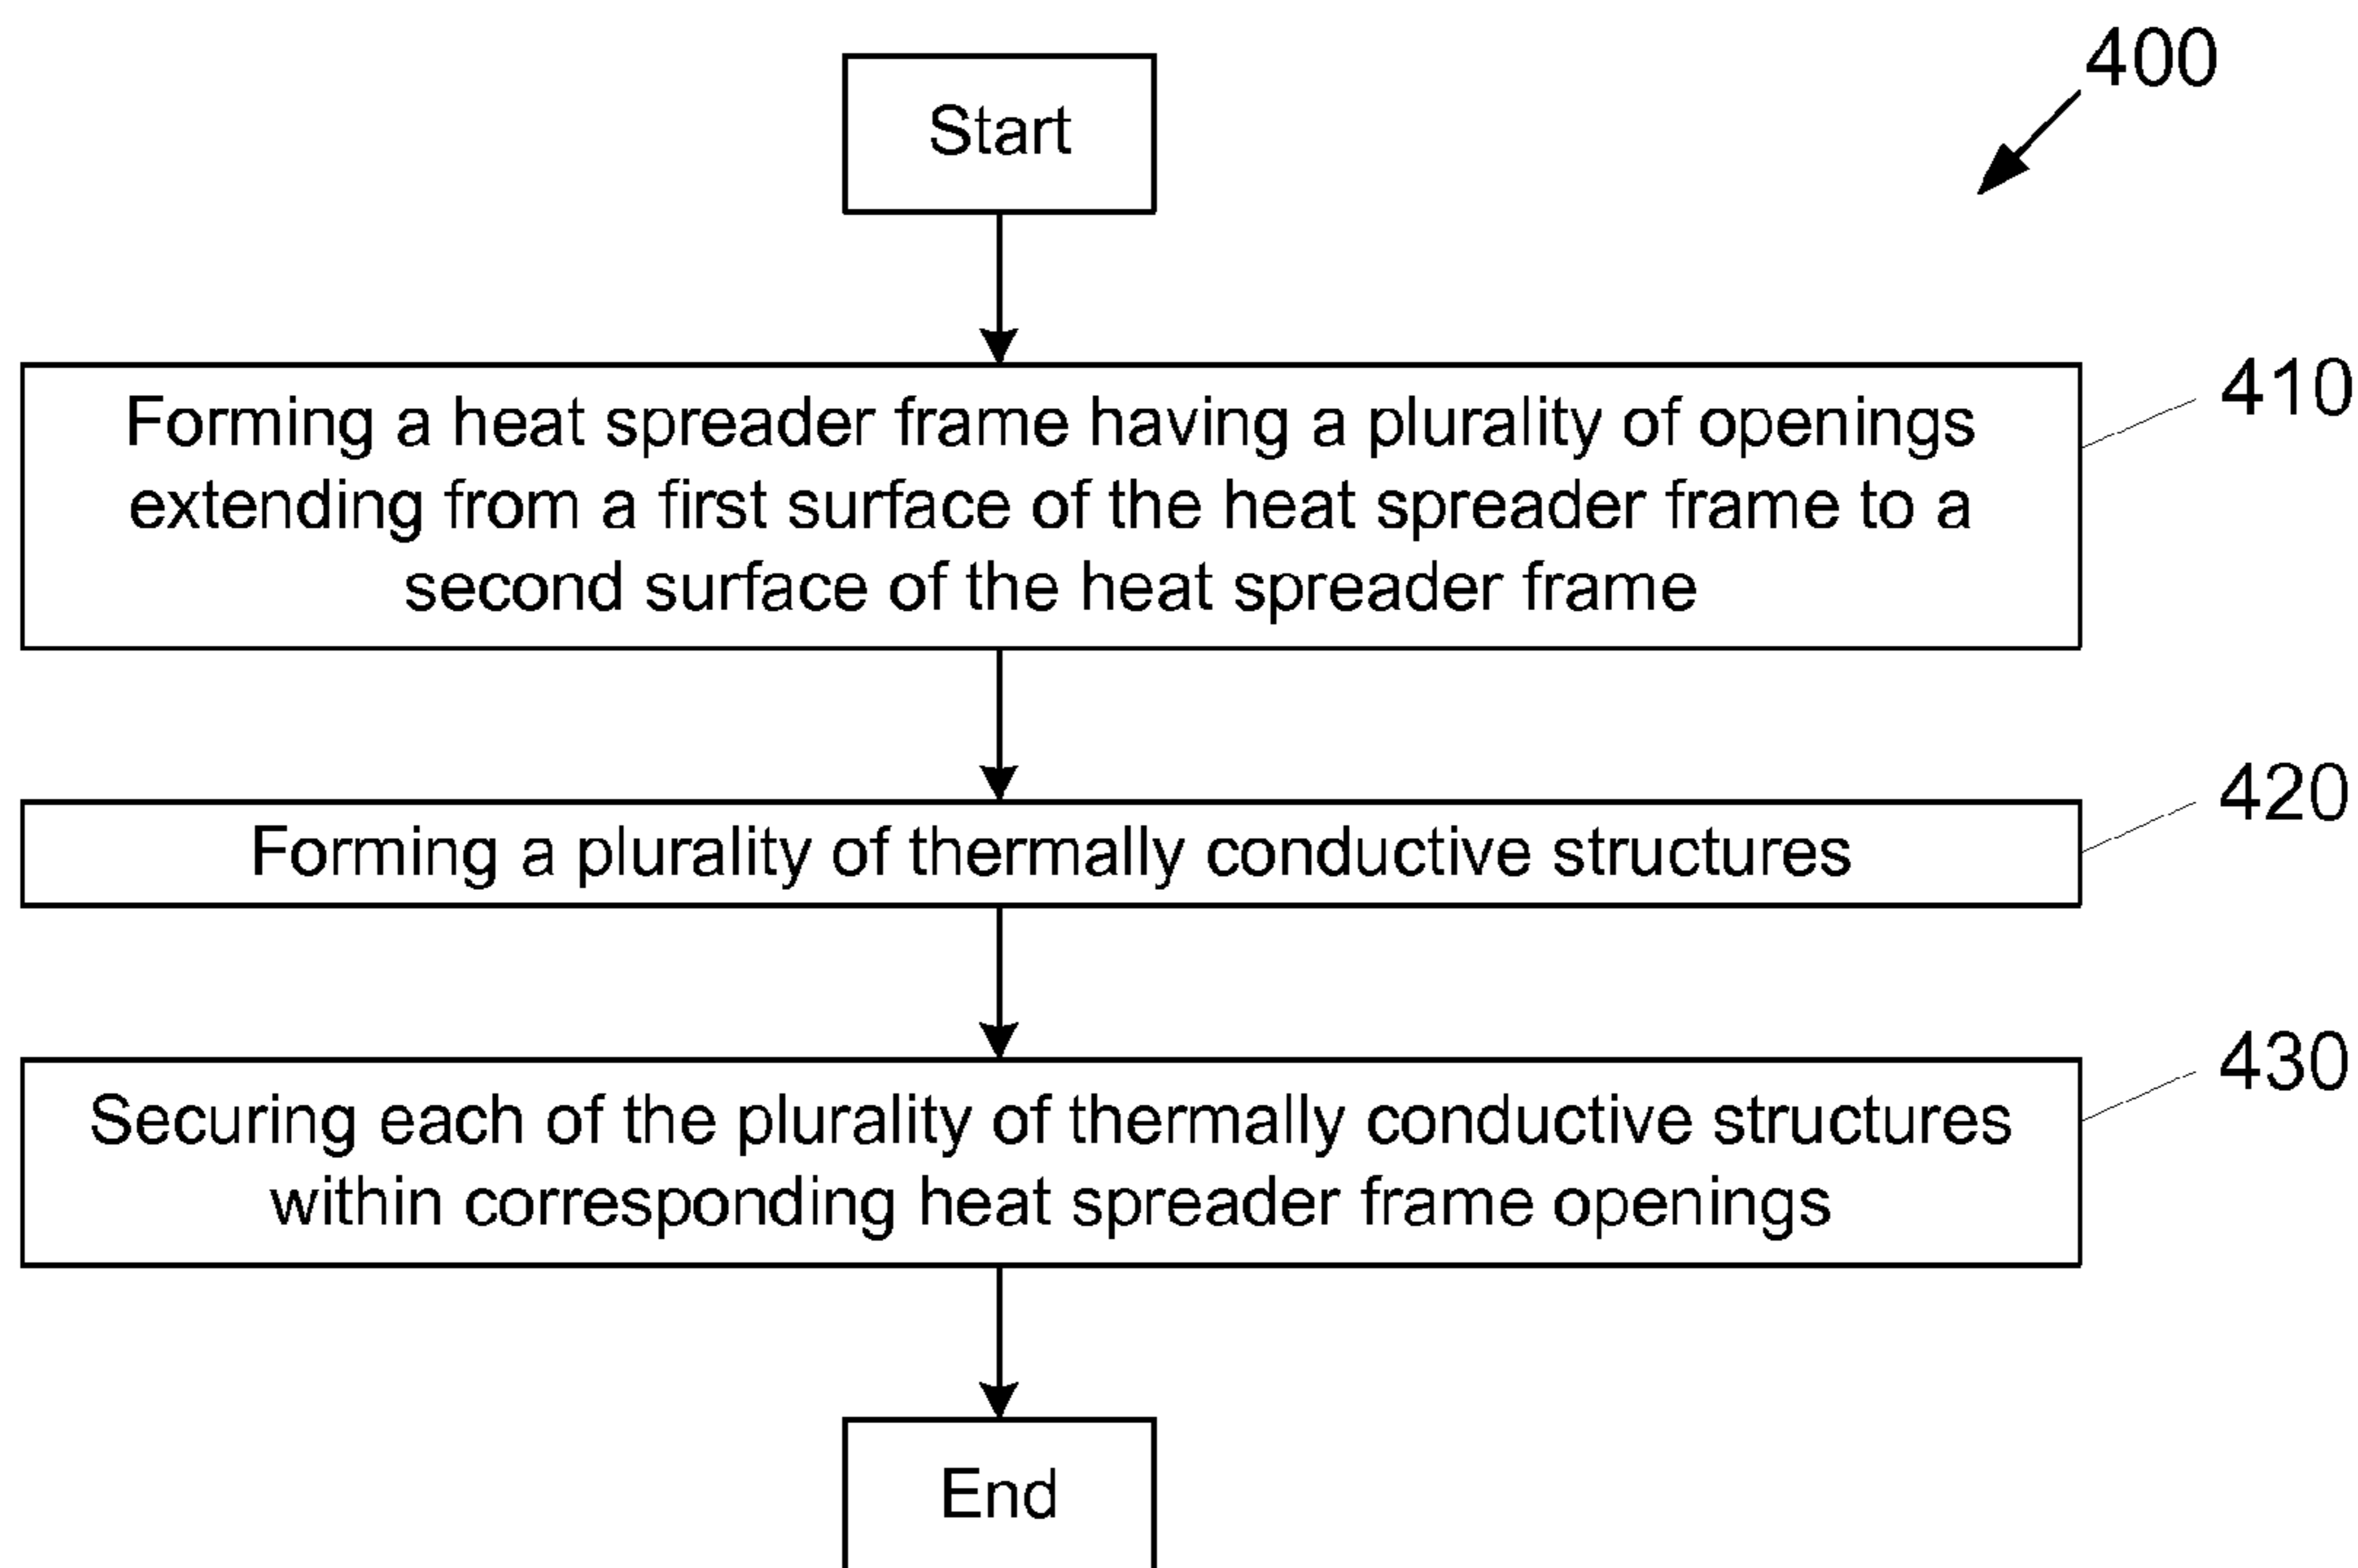 400
Start
Forming a heat spreader frame having a plurality of openings
extending from a first surface of the heat spreader frame to a
second surface of the heat spreader frame
410
Forming a plurality of thermally conductive structures
420
Securing each of the plurality of thermally conductive structures
within corresponding heat spreader frame openings
430
End